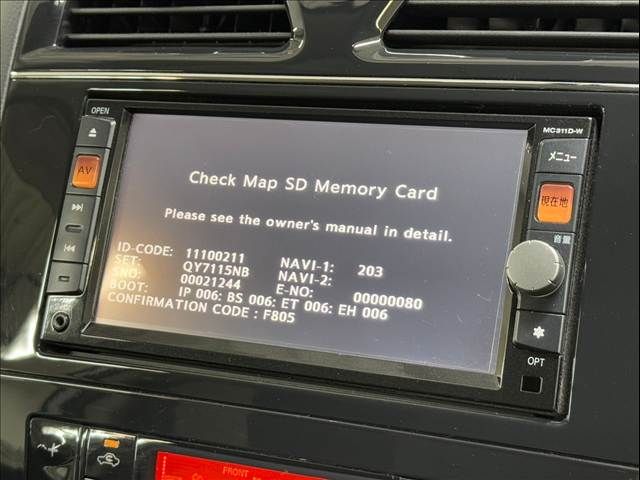 OPEN
MC311D-W
メニュー
AV
現在地
音量
Check Map SD Memory Card
Please see the owner's manual in detail.
ID-CODE: 11100211 NAVI-1: 203
SET: QY7115NB NAVI-2:
SNO: 00021244 E-NO: 00000080
BOOT: IP 006: BS 006: ET 006: EH 006
CONFIRMATION CODE : F805
OPT
FRONT